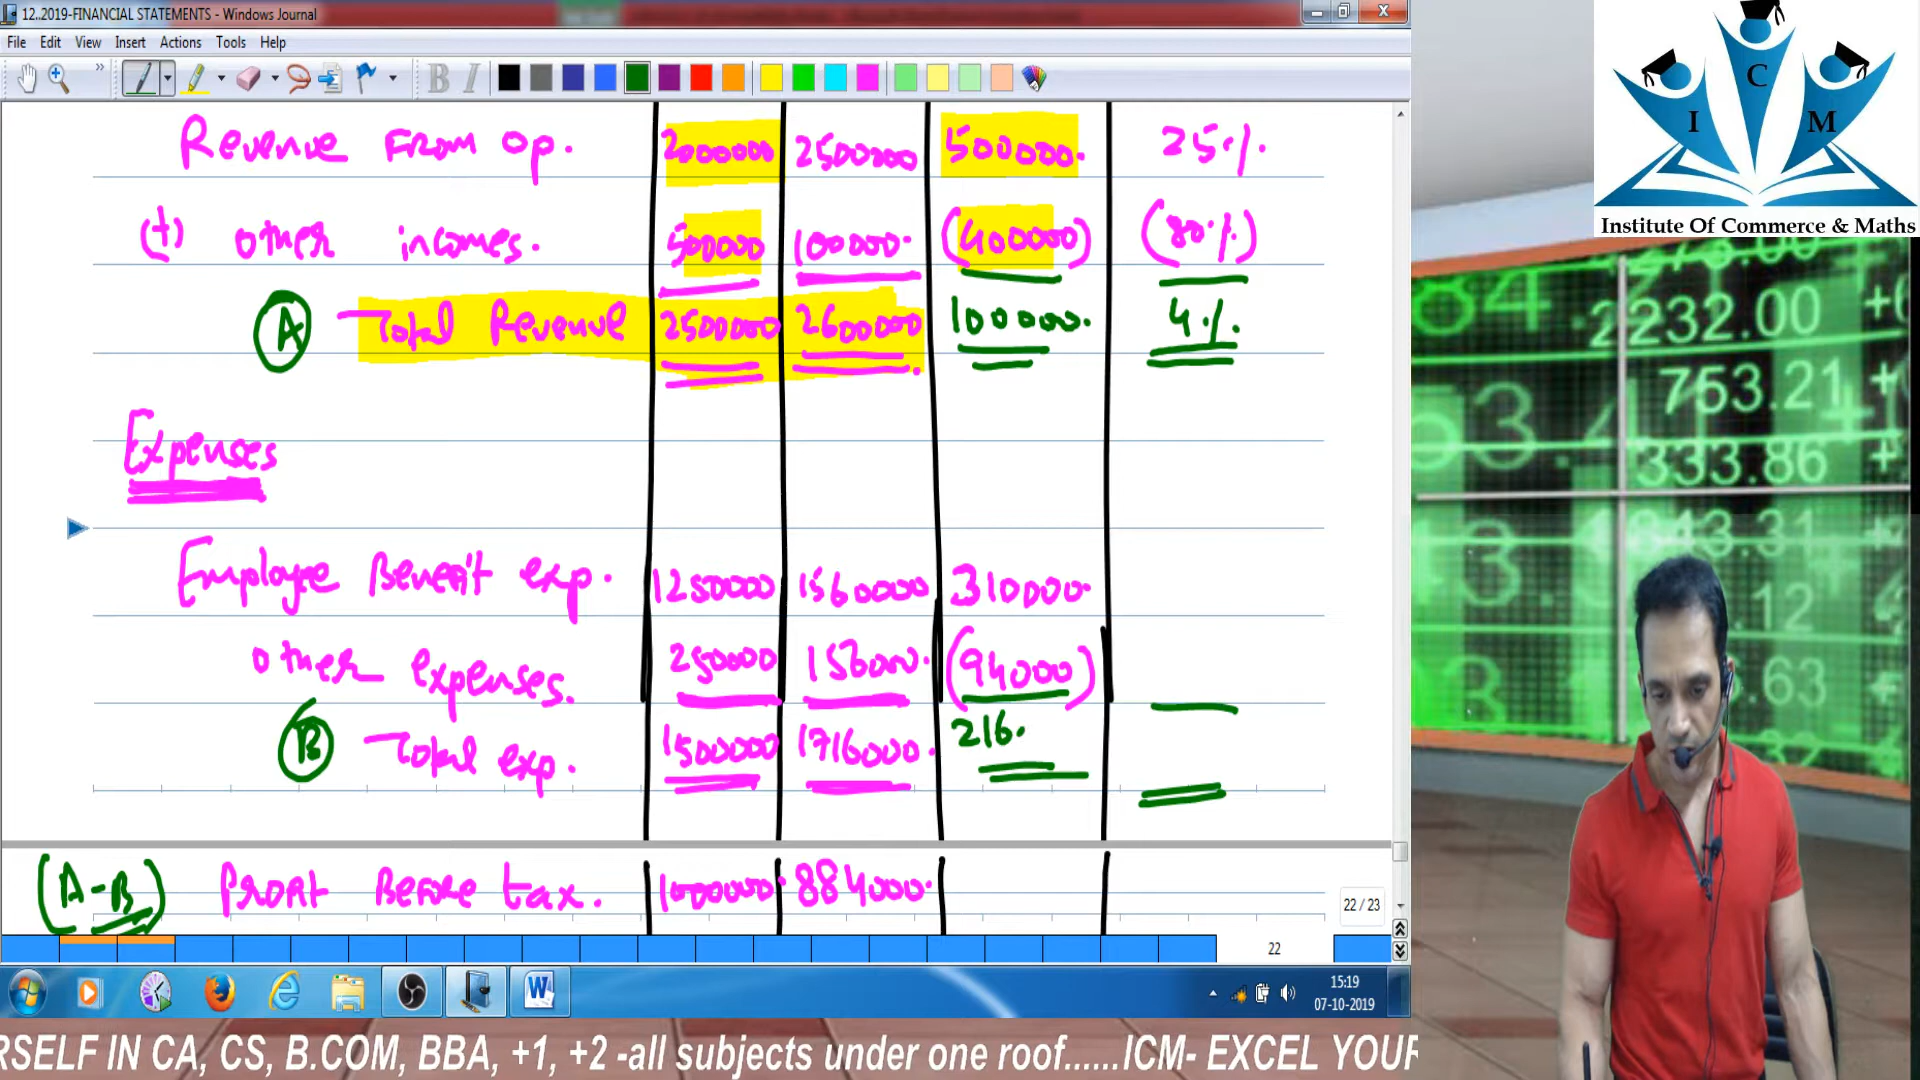 12..2019-FINANCIAL STATEMENTS - Windows Journal
File Edit View Insert Actions Tools Help
B I
I C M
Institute Of Commerce & Maths
Revenue From op. 2000000 2500000 500000. 25%.
(+) other incomes. 500000 100000. (400000) (80%)
A Total Revenue 2500000 2600000 100000. 4%.
Expenses
Employee Benefit exp. 1250000 1560000 310000.
other expenses. 250000 156000. (94000)
B Total exp. 1500000 1716000. 216.
(A-B) Profit Before tax. 1000000. 884000.
22 / 23
22
15:19
07-10-2019
2232.00
753.21
333.86
RSELF IN CA, CS, B.COM, BBA, +1, +2 -all subjects under one roof......ICM- EXCEL YOUR